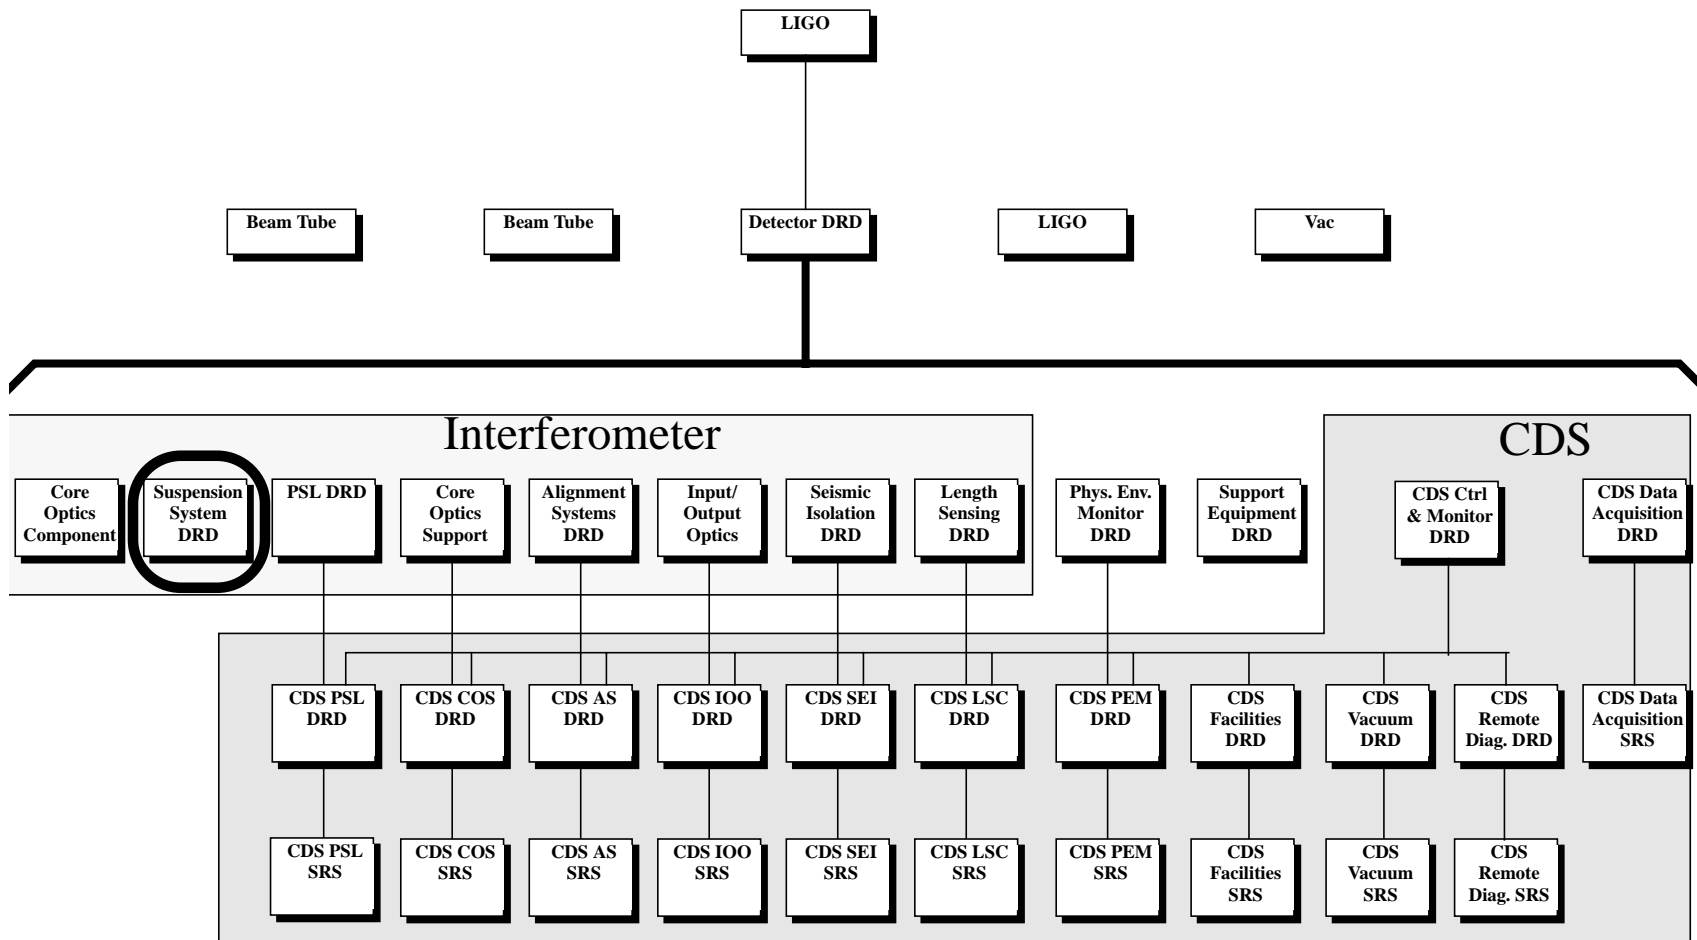 LIGO
Beam Tube
Beam Tube
Detector DRD
LIGO
Vac
Interferometer
CDS
Core
Optics
Component
Suspension
System
DRD
PSL DRD
Core
Optics
Support
Alignment
Systems
DRD
Input/
Output
Optics
Seismic
Isolation
DRD
Length
Sensing
DRD
Phys. Env.
Monitor
DRD
Support
Equipment
DRD
CDS Ctrl
& Monitor
DRD
CDS Data
Acquisition
DRD
CDS PSL
DRD
CDS COS
DRD
CDS AS
DRD
CDS IOO
DRD
CDS SEI
DRD
CDS LSC
DRD
CDS PEM
DRD
CDS
Facilities
DRD
CDS
Vacuum
DRD
CDS
Remote
Diag. DRD
CDS Data
Acquisition
SRS
CDS PSL
SRS
CDS COS
SRS
CDS AS
SRS
CDS IOO
SRS
CDS SEI
SRS
CDS LSC
SRS
CDS PEM
SRS
CDS
Facilities
SRS
CDS
Vacuum
SRS
CDS
Remote
Diag. SRS